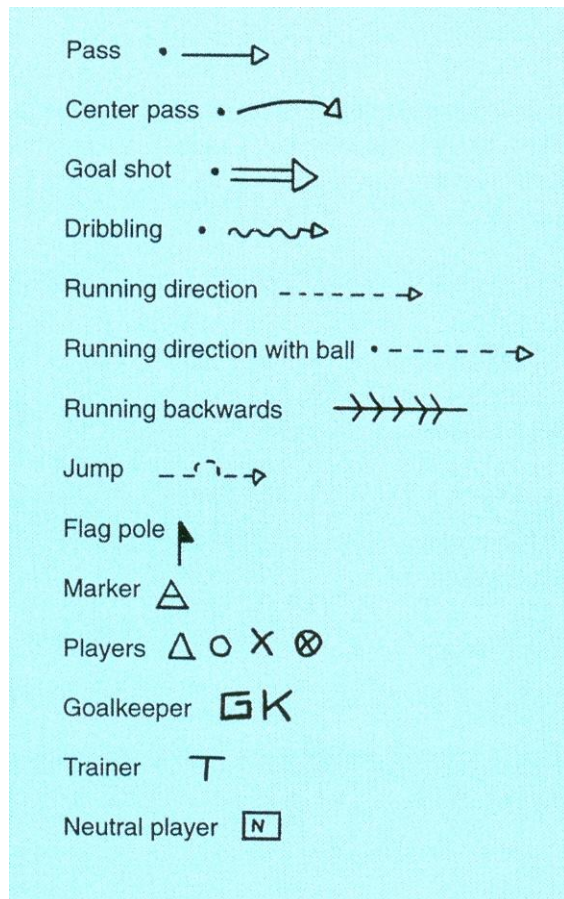 Pass
Center pass
Goal shot
Dribbling
Running direction
Running direction with ball
Running backwards
Jump
Flag pole
Marker
Players △ O X ⊗
Goalkeeper GK
Trainer T
Neutral player N